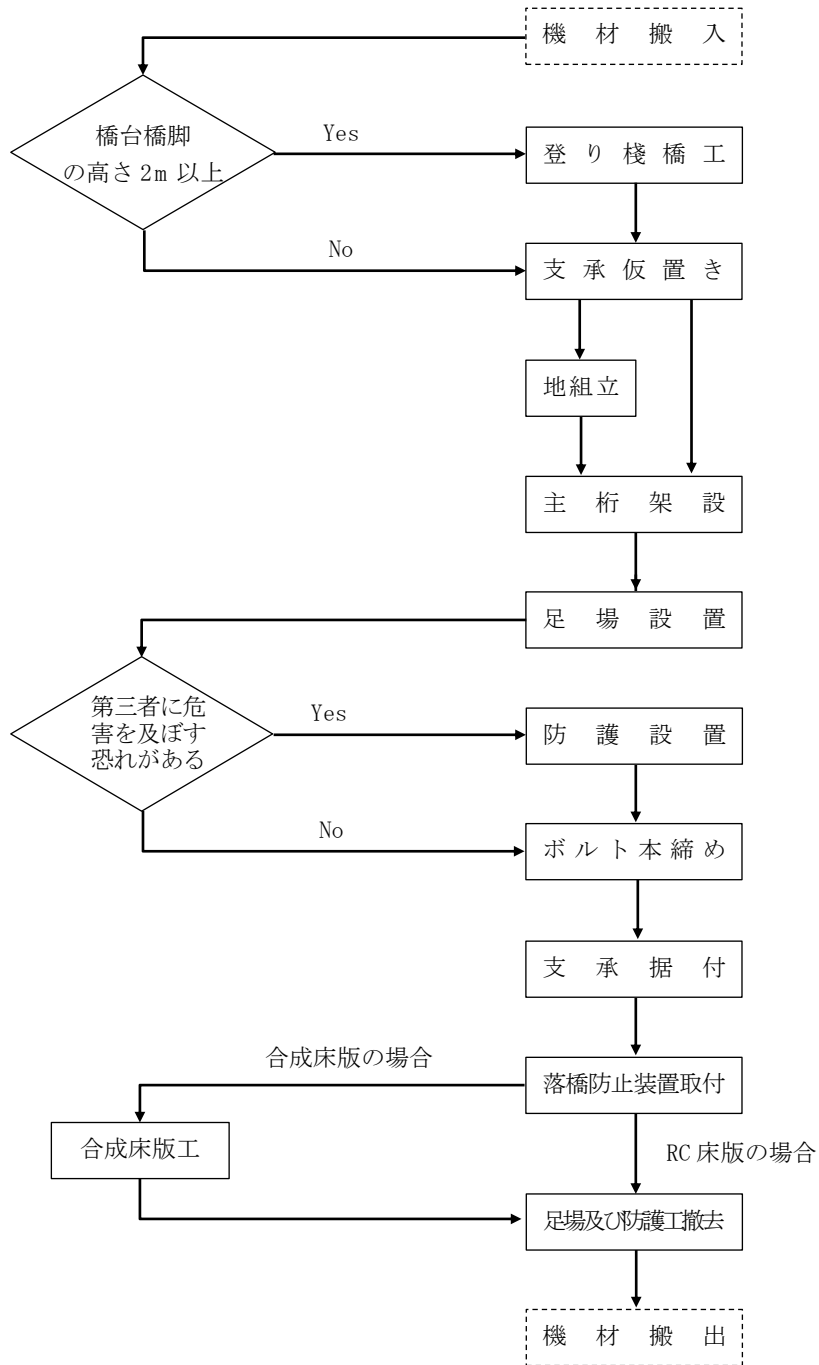 機材搬入
橋台橋脚
の高さ2m以上
Yes
登り棧橋工
No
支承仮置き
地組立
主桁架設
足場設置
第三者に危
害を及ぼす
恐れがある
Yes
防護設置
No
ボルト本締め
支承据付
合成床版の場合
落橋防止装置取付
合成床版工
RC床版の場合
足場及び防護工撤去
機材搬出